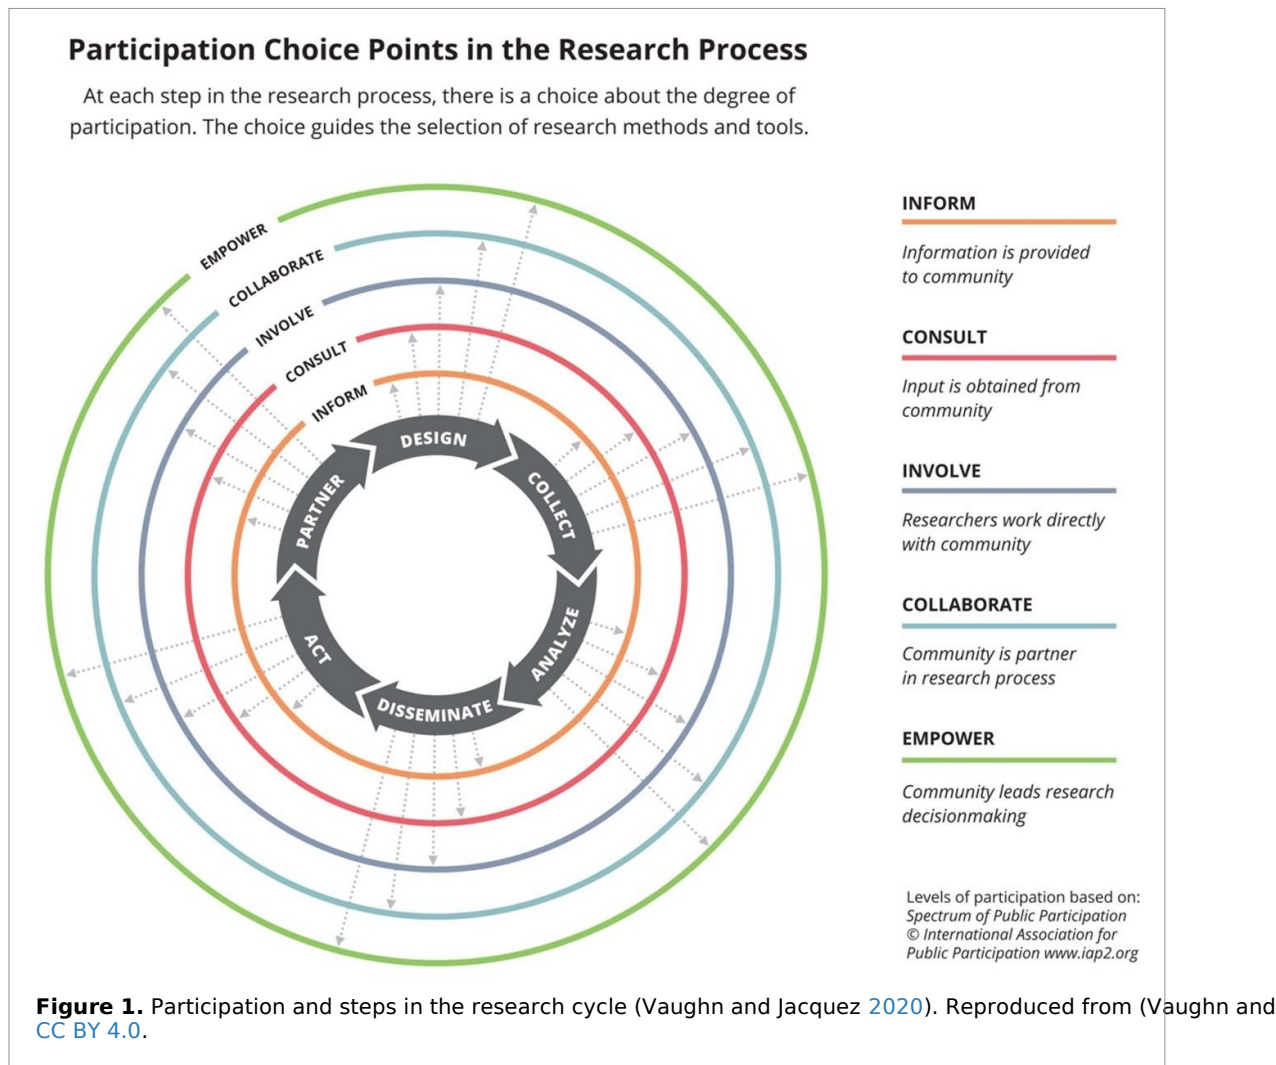 Participation Choice Points in the Research Process
At each step in the research process, there is a choice about the degree of
participation. The choice guides the selection of research methods and tools.
EMPOWER
COLLABORATE
INVOLVE
CONSULT
INFORM
DESIGN
COLLECT
ANALYZE
DISSEMINATE
ACT
PARTNER
INFORM
Information is provided
to community
CONSULT
Input is obtained from
community
INVOLVE
Researchers work directly
with community
COLLABORATE
Community is partner
in research process
EMPOWER
Community leads research
decisionmaking
Levels of participation based on:
Spectrum of Public Participation
© International Association for
Public Participation www.iap2.org
Figure 1. Participation and steps in the research cycle (Vaughn and Jacquez 2020). Reproduced from (Vaughn and
CC BY 4.0.